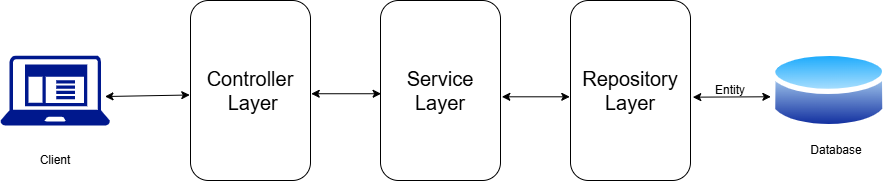 Controller
Layer
Service
Layer
Repository
Layer
Entity
Client
Database